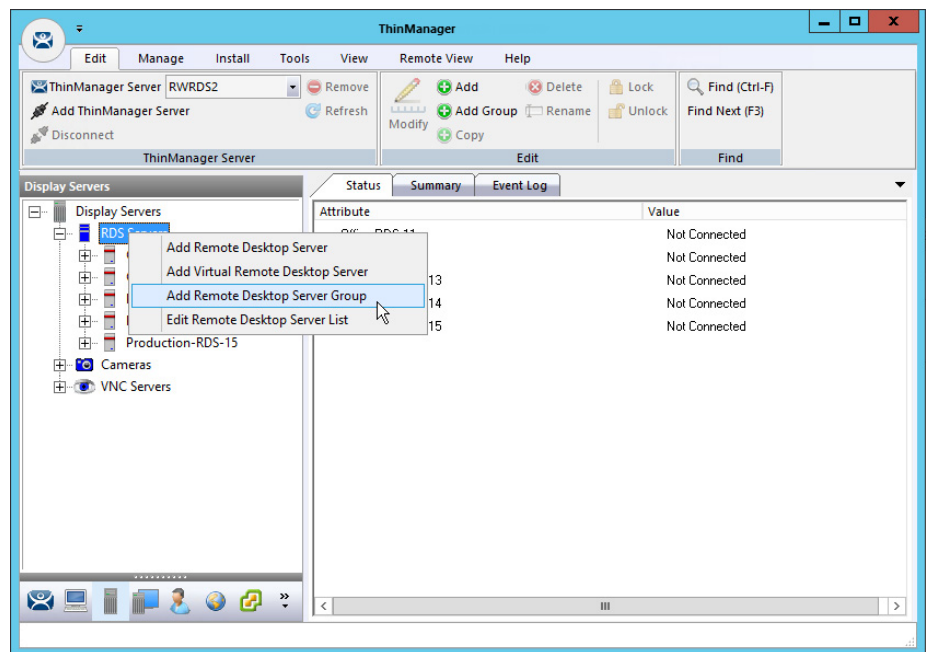 ThinManager
Edit Manage Install Tools View Remote View Help
ThinManager Server RWRDS2 Remove
Add ThinManager Server Refresh
Disconnect
ThinManager Server
Modify Add Delete Lock
Add Group Rename Unlock
Copy
Edit
Find (Ctrl-F)
Find Next (F3)
Find
Display Servers
Status Summary Event Log
Display Servers
RDS
Add Remote Desktop Server
Add Virtual Remote Desktop Server
Add Remote Desktop Server Group
Edit Remote Desktop Server List
Production-RDS-15
Cameras
VNC Servers
Attribute Value
Not Connected
Not Connected
13 Not Connected
14 Not Connected
15 Not Connected